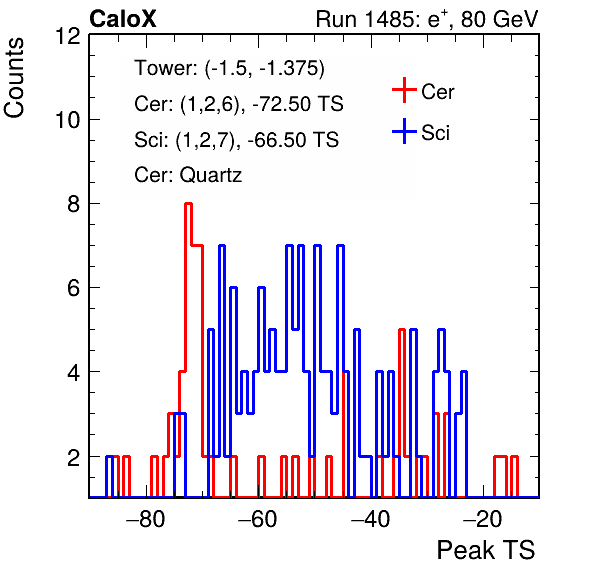 CaloX Run 1485: e⁺, 80 GeV
Counts
12
10
8
6
4
2
Tower: (-1.5, -1.375)
Cer: (1,2,6), -72.50 TS
Sci: (1,2,7), -66.50 TS
Cer: Quartz
Cer
Sci
−80 −60 −40 −20
Peak TS